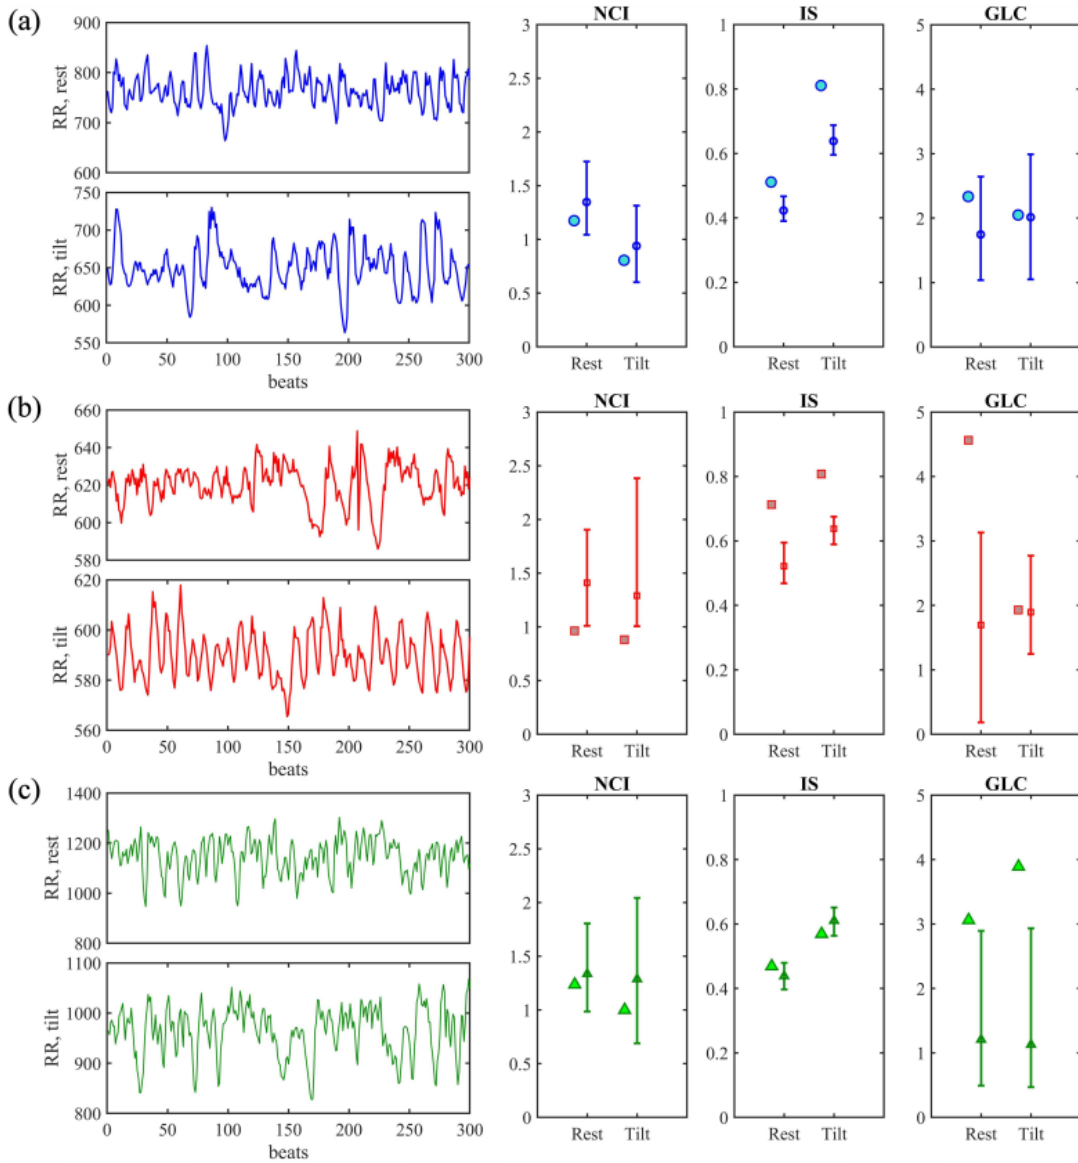 (a)
NCI
IS
GLC
RR, rest
900
800
700
600
RR, tilt
750
700
650
600
550
0
50
100
150
200
250
300
beats
3
2.5
2
1.5
1
0.5
0
Rest
Tilt
1
0.8
0.6
0.4
0.2
0
Rest
Tilt
5
4
3
2
1
0
Rest
Tilt
(b)
NCI
IS
GLC
RR, rest
660
640
620
600
580
RR, tilt
620
600
580
560
0
50
100
150
200
250
300
beats
3
2.5
2
1.5
1
0.5
0
Rest
Tilt
1
0.8
0.6
0.4
0.2
0
Rest
Tilt
5
4
3
2
1
0
Rest
Tilt
(c)
NCI
IS
GLC
RR, rest
1400
1200
1000
800
RR, tilt
1100
1000
900
800
0
50
100
150
200
250
300
beats
3
2.5
2
1.5
1
0.5
0
Rest
Tilt
1
0.8
0.6
0.4
0.2
0
Rest
Tilt
5
4
3
2
1
0
Rest
Tilt